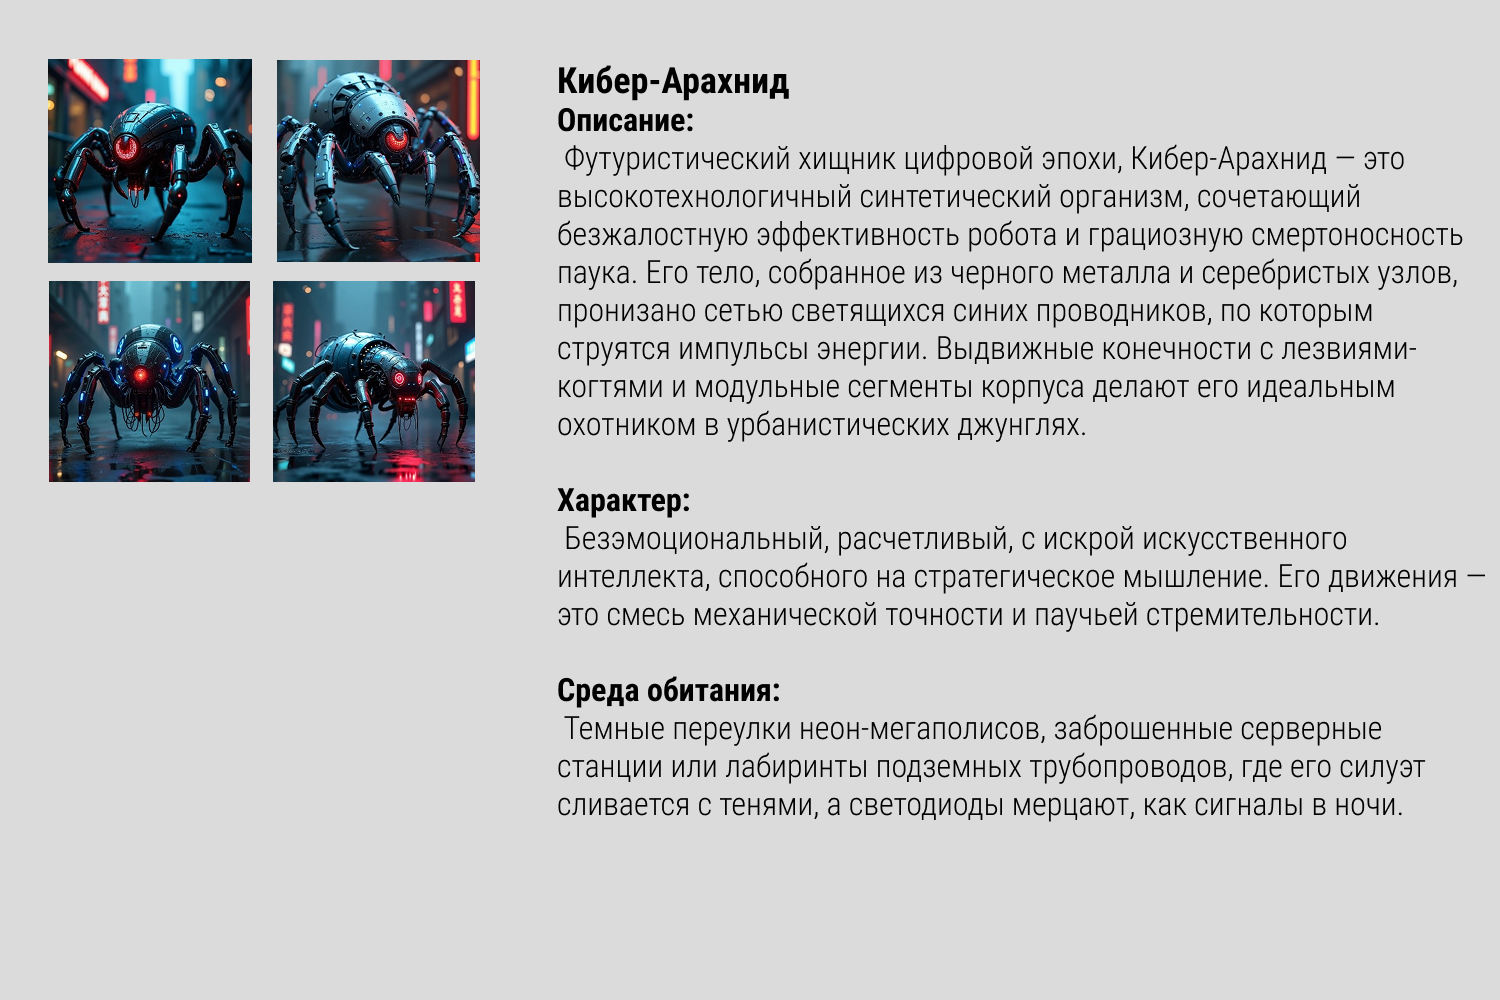 Кибер-Арахнид
Описание:
Футуристический хищник цифровой эпохи, Кибер-Арахнид — это
высокотехнологичный синтетический организм, сочетающий
безжалостную эффективность робота и грациозную смертоносность
паука. Его тело, собранное из черного металла и серебристых узлов,
пронизано сетью светящихся синих проводников, по которым
струятся импульсы энергии. Выдвижные конечности с лезвиями-
когтями и модульные сегменты корпуса делают его идеальным
охотником в урбанистических джунглях.
Характер:
Безэмоциональный, расчетливый, с искрой искусственного
интеллекта, способного на стратегическое мышление. Его движения —
это смесь механической точности и паучьей стремительности.
Среда обитания:
Темные переулки неон-мегаполисов, заброшенные серверные
станции или лабиринты подземных трубопроводов, где его силуэт
сливается с тенями, а светодиоды мерцают, как сигналы в ночи.